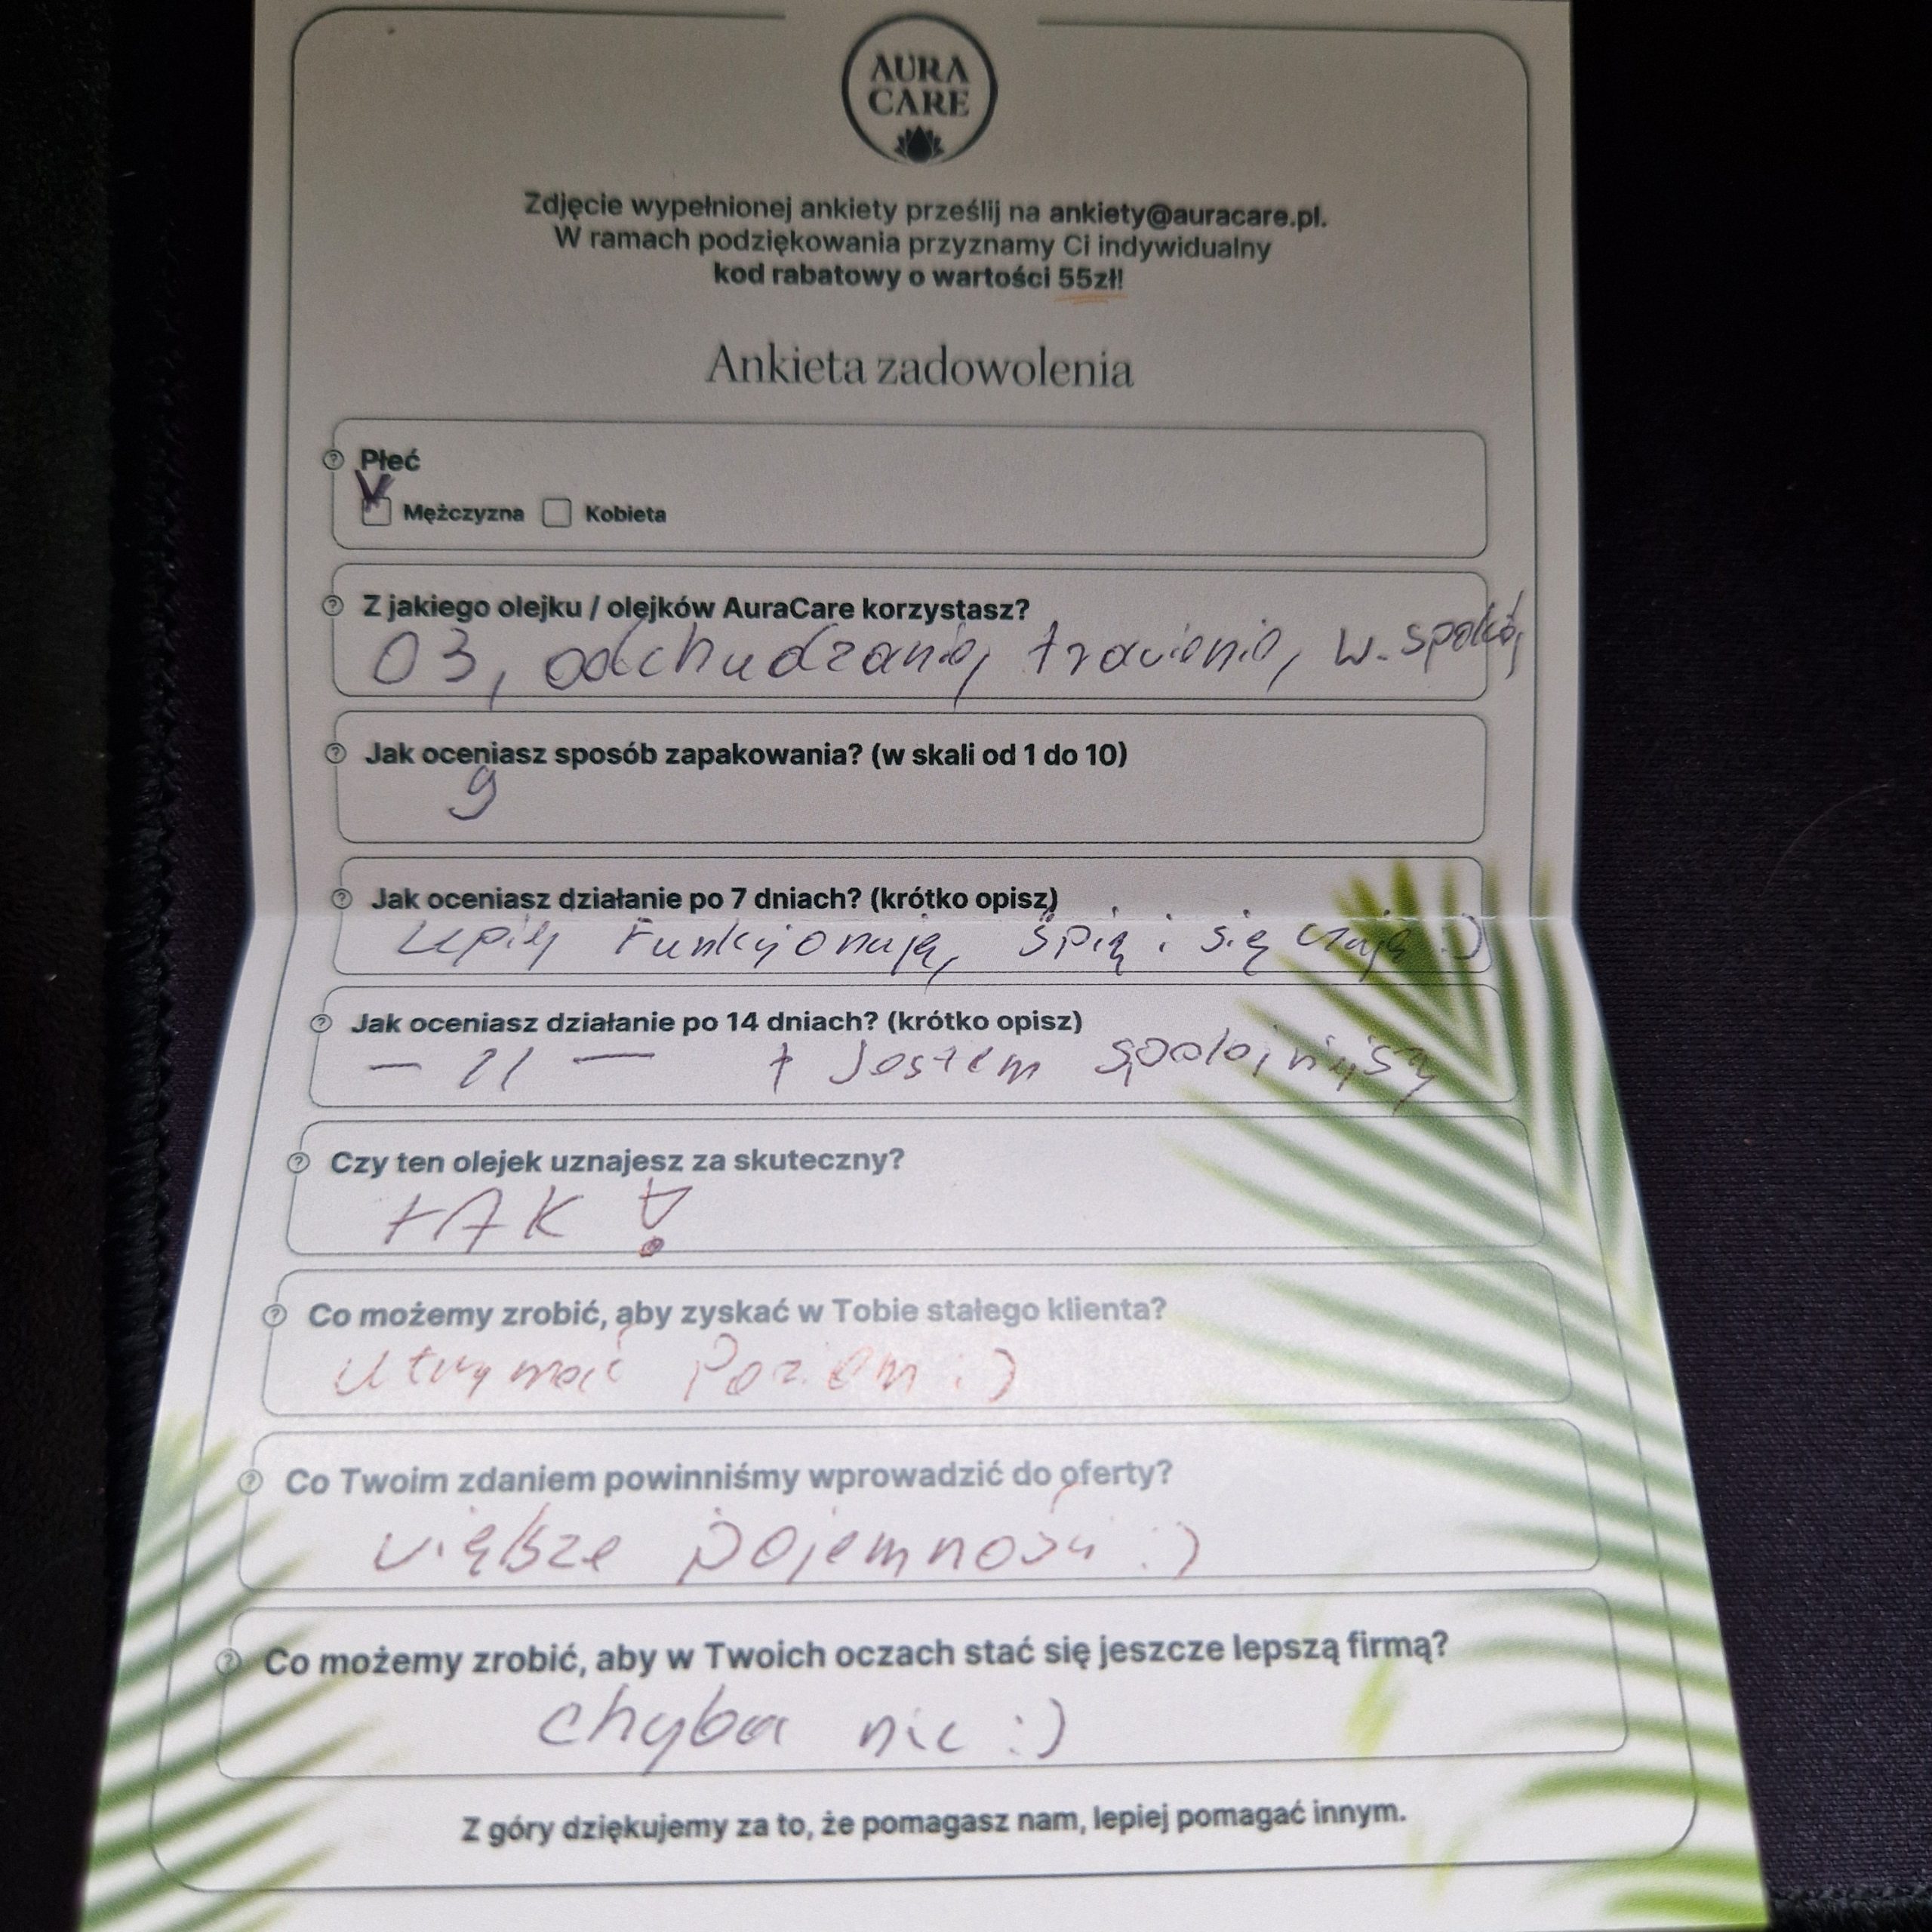 AURA
CARE
Zdjęcie wypełnionej ankiety prześlij na ankiety@auracare.pl.
W ramach podziękowania przyznamy Ci indywidualny
kod rabatowy o wartości 55zł!
Ankieta zadowolenia
Płeć
V
Mężczyzna Kobieta
Z jakiego olejku / olejków AuraCare korzystasz?
03, odchudzanie, trawienie, w. spokój
Jak oceniasz sposób zapakowania? (w skali od 1 do 10)
9
Jak oceniasz działanie po 7 dniach? (krótko opisz)
Lepiej Funkcjonuję, śpię i się czuję :)
Jak oceniasz działanie po 14 dniach? (krótko opisz)
— 11 — + Jestem spokojniejszy
Czy ten olejek uznajesz za skuteczny?
tAK !
Co możemy zrobić, aby zyskać w Tobie stałego klienta?
utrzymać Poziom :)
Co Twoim zdaniem powinniśmy wprowadzić do oferty?
większe pojemności :)
Co możemy zrobić, aby w Twoich oczach stać się jeszcze lepszą firmą?
chyba nic :)
Z góry dziękujemy za to, że pomagasz nam, lepiej pomagać innym.